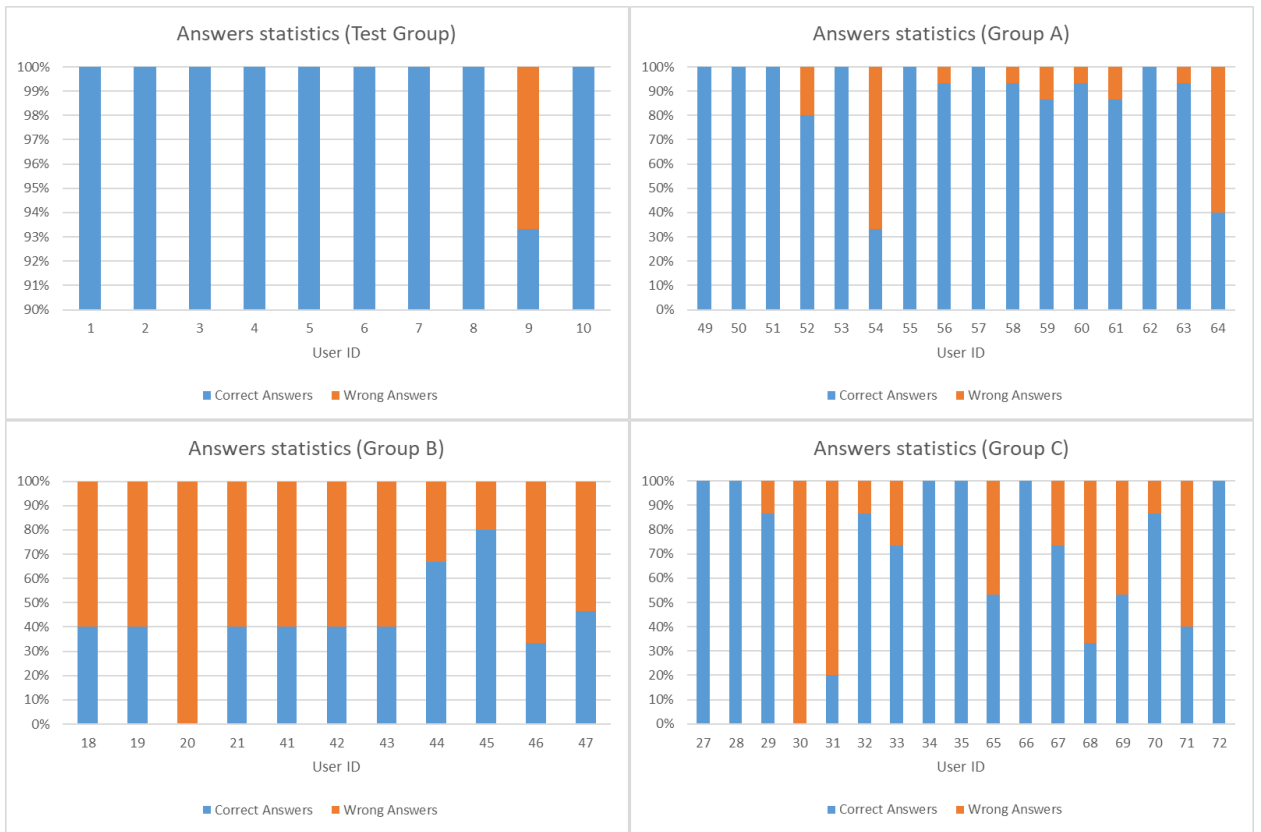 Answers statistics (Test Group)
100%
99%
98%
97%
96%
95%
94%
93%
92%
91%
90%
1 2 3 4 5 6 7 8 9 10
User ID
Correct Answers Wrong Answers
Answers statistics (Group A)
100%
90%
80%
70%
60%
50%
40%
30%
20%
10%
0%
49 50 51 52 53 54 55 56 57 58 59 60 61 62 63 64
User ID
Correct Answers Wrong Answers
Answers statistics (Group B)
100%
90%
80%
70%
60%
50%
40%
30%
20%
10%
0%
18 19 20 21 41 42 43 44 45 46 47
User ID
Correct Answers Wrong Answers
Answers statistics (Group C)
100%
90%
80%
70%
60%
50%
40%
30%
20%
10%
0%
27 28 29 30 31 32 33 34 35 65 66 67 68 69 70 71 72
User ID
Correct Answers Wrong Answers